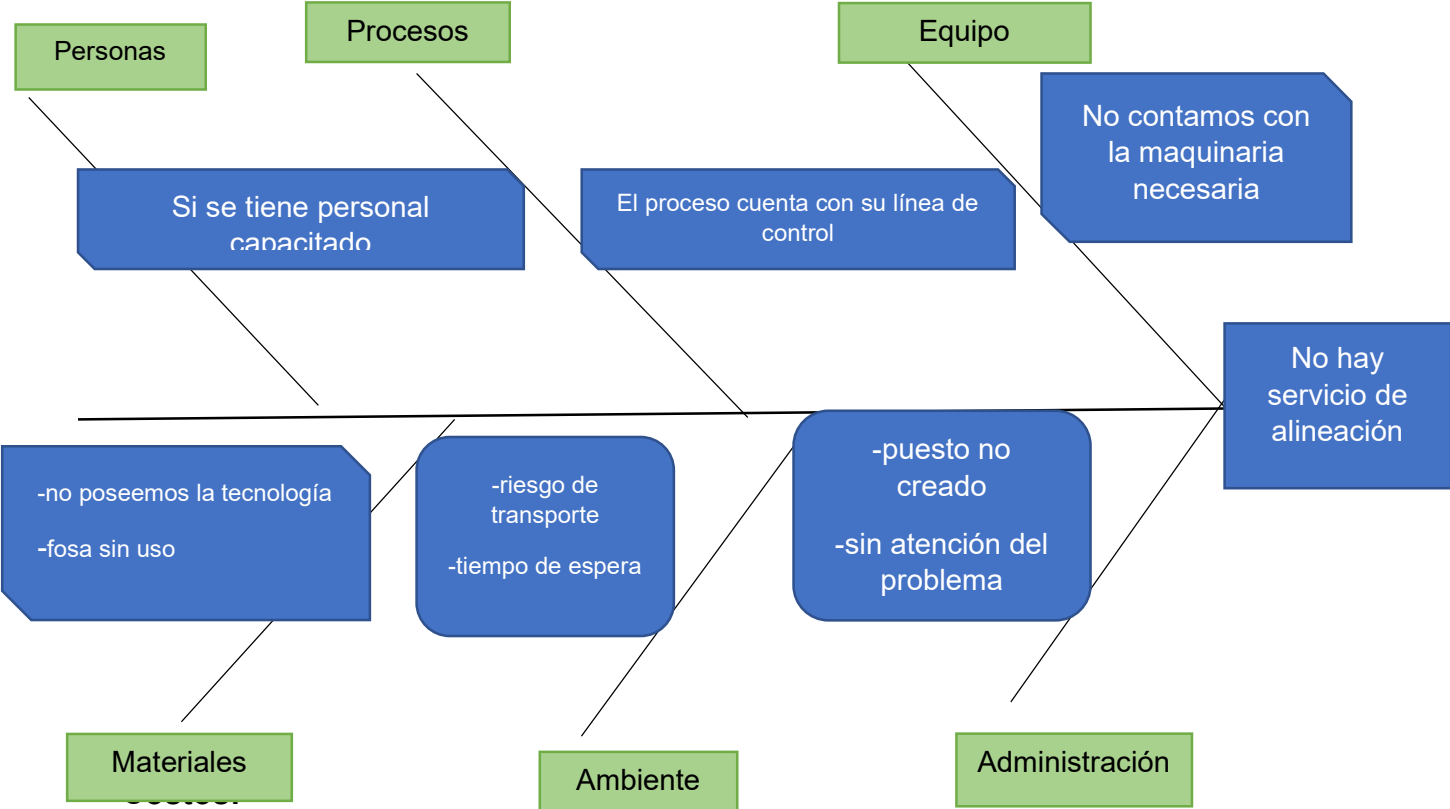 Personas
Procesos
Equipo
No contamos con
la maquinaria
necesaria
Si se tiene personal
capacitado
El proceso cuenta con su línea de
control
No hay
servicio de
alineación
-no poseemos la tecnología
-fosa sin uso
-riesgo de
transporte
-tiempo de espera
-puesto no
creado
-sin atención del
problema
Materiales
Ambiente
Administración